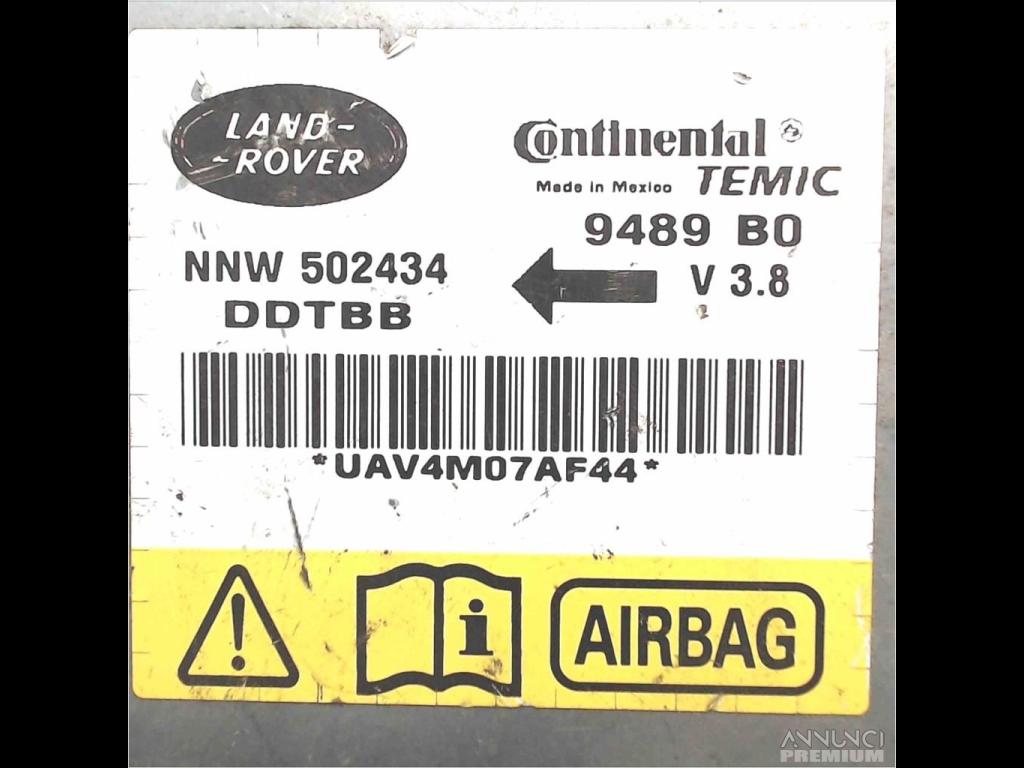 LAND-
-ROVER
Continental
Made in Mexico TEMIC
9489 B0
NNW 502434
V 3.8
DDTBB
*UAV4M07AF44*
i
AIRBAG
ANNUNCI
PREMIUM